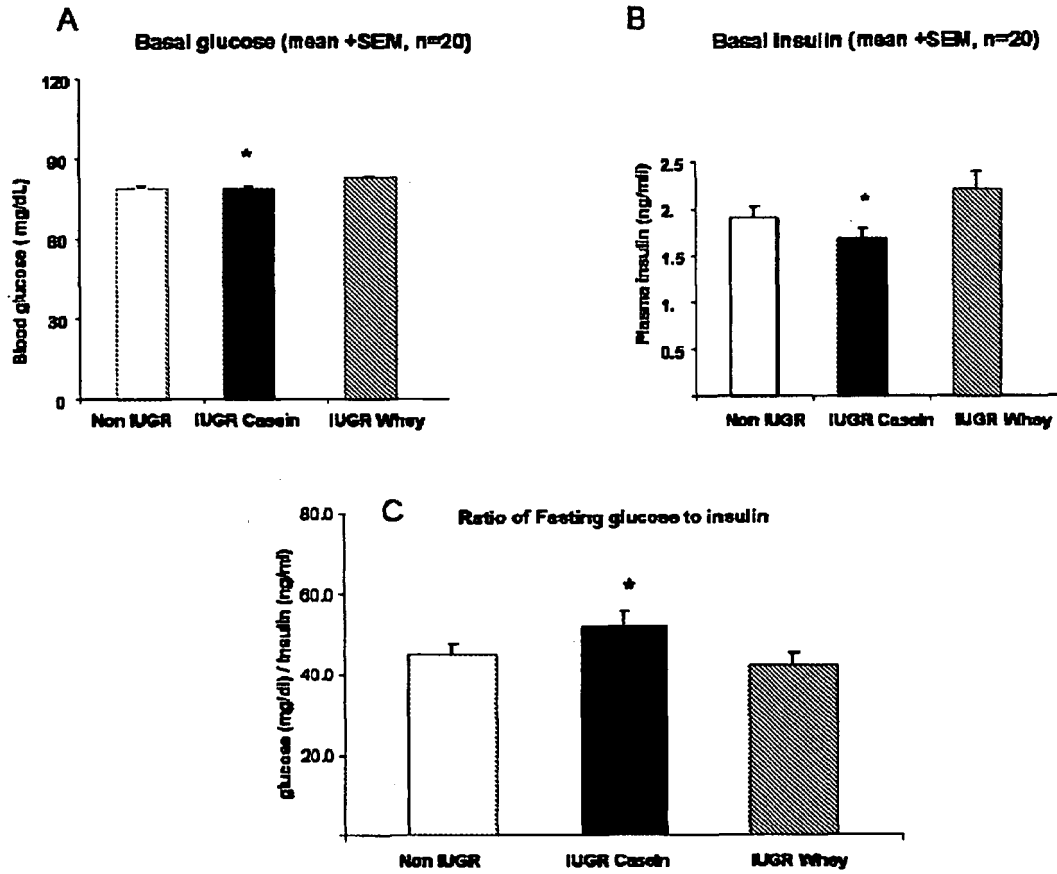 A
Basal glucose (mean +SEM, n=20)
120
90
60
30
0
Blood glucose (mg/dL)
*
Non IUGR
IUGR Casein
IUGR Whey
B
Basal insulin (mean +SEM, n=20)
2.5
2.
1.5
1.
0.5
Plasma insulin (ng/ml)
*
Non IUGR
IUGR Casein
IUGR Whey
C
Ratio of Fasting glucose to insulin
80.0
60.0
40.0
20.0
glucose (mg/dl) / insulin (ng/ml)
*
Non IUGR
IUGR Casein
IUGR Whey